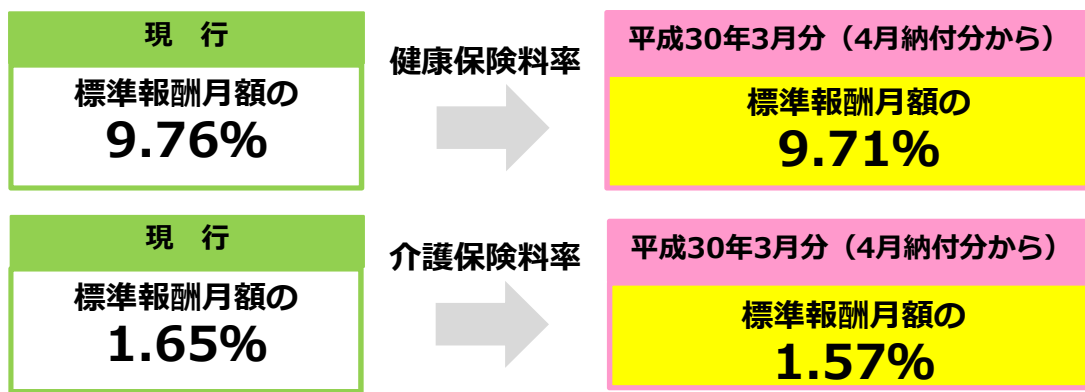 現　行
標準報酬月額の
9.76%
健康保険料率
平成30年3月分（4月納付分から）
標準報酬月額の
9.71%
現　行
標準報酬月額の
1.65%
介護保険料率
平成30年3月分（4月納付分から）
標準報酬月額の
1.57%